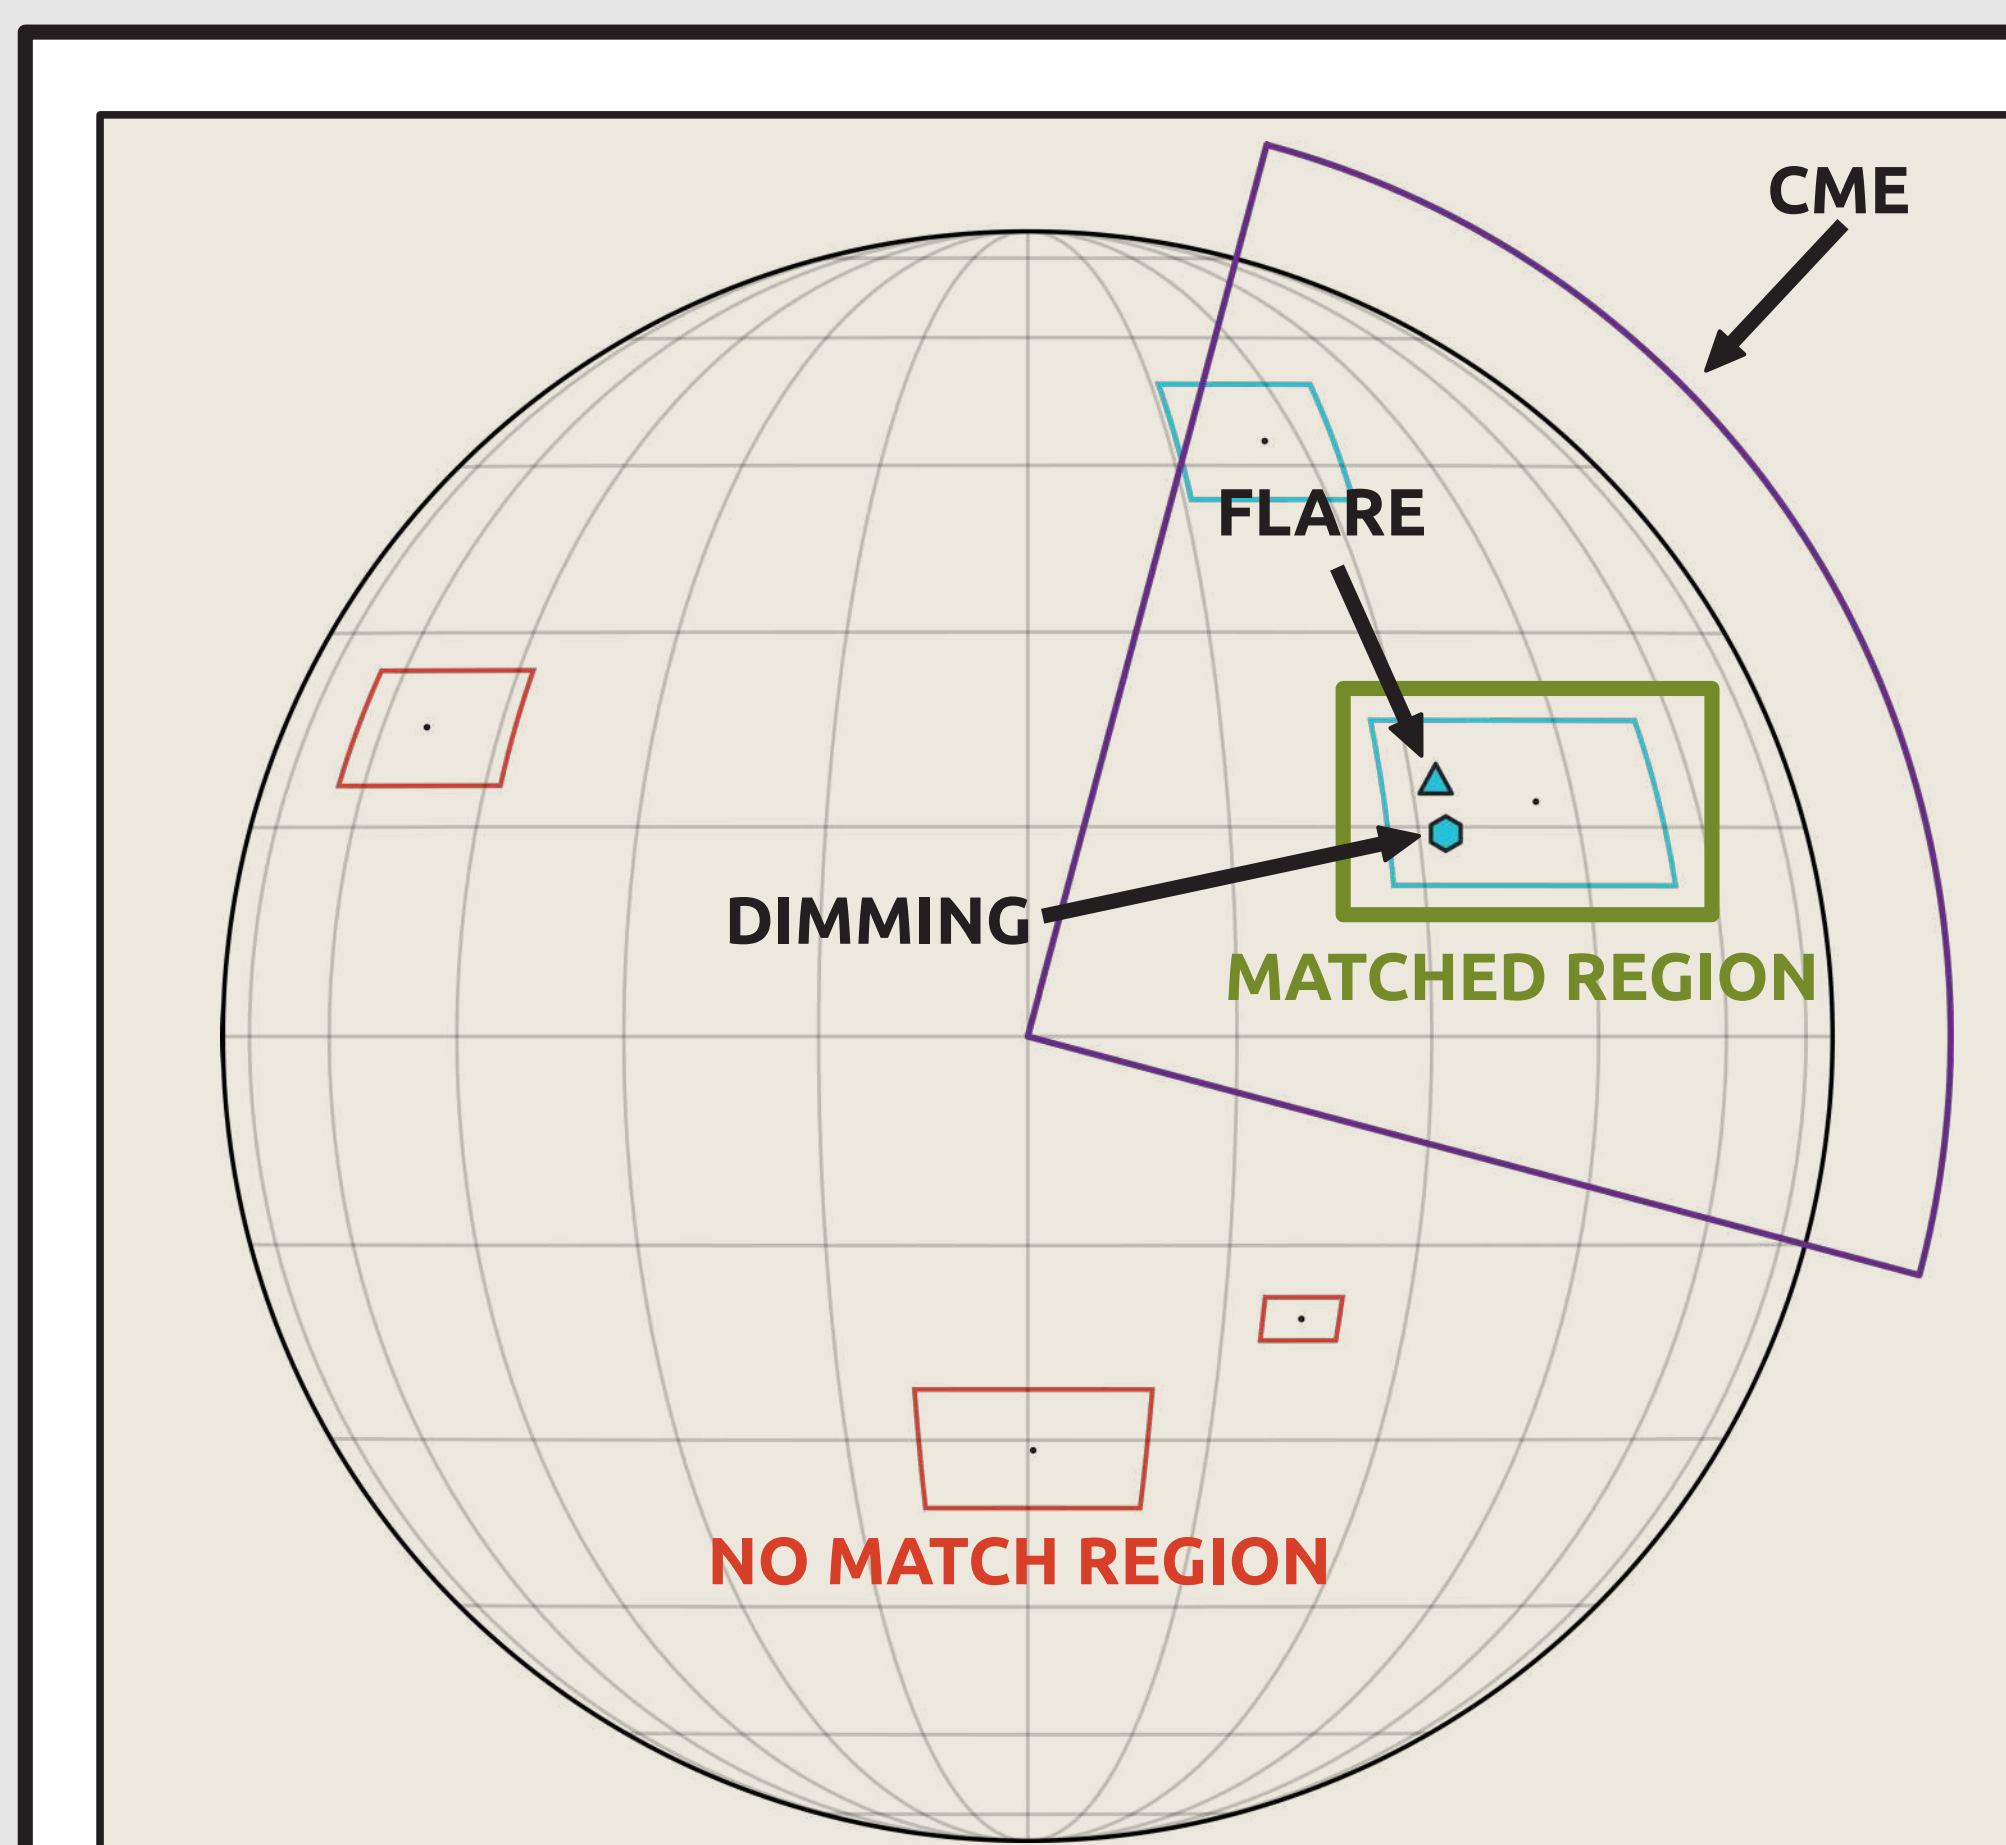 CME
FLARE
DIMMING
MATCHED REGION
NO MATCH REGION